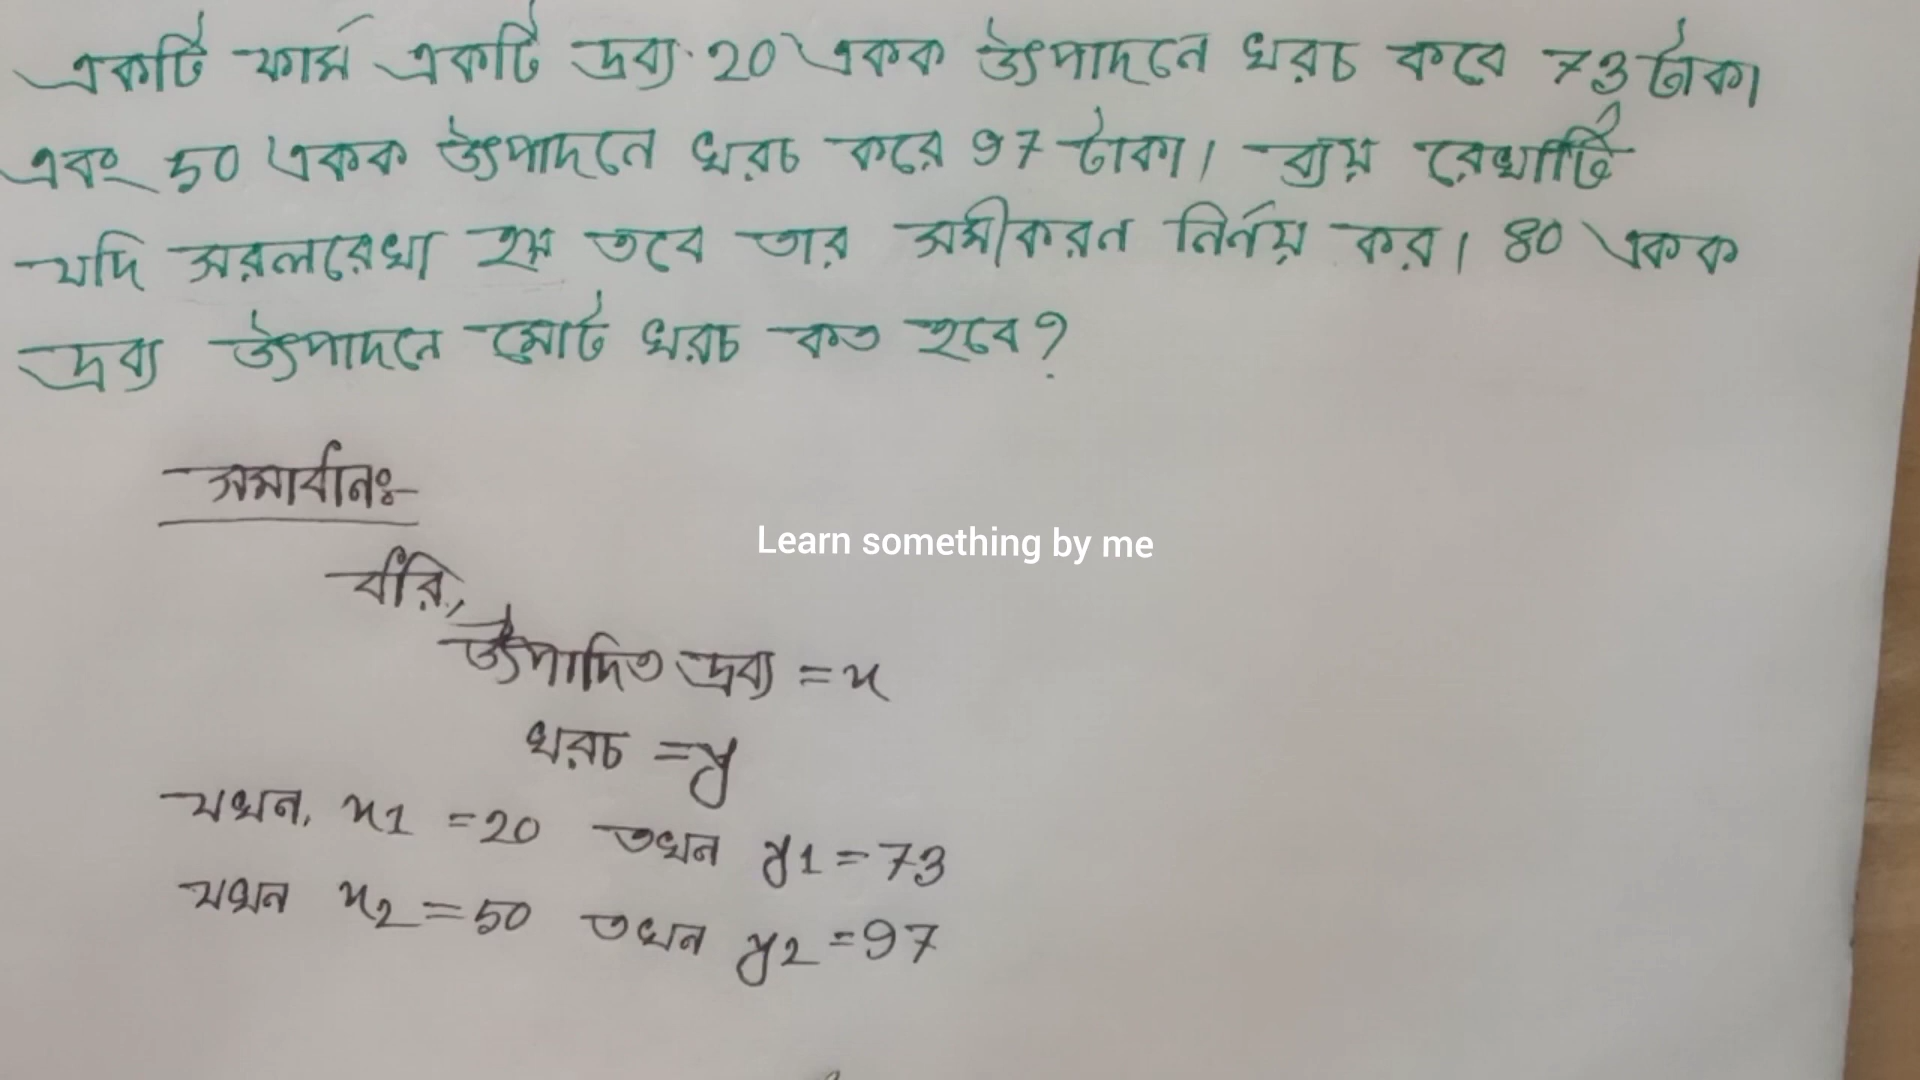 একটি ফার্ম একটি দ্রব্য 20 একক উৎপাদনে খরচ করে 73 টাকা
এবং 50 একক উৎপাদনে খরচ করে 97 টাকা। ব্যয় রেখাটি
যদি সরলরেখা হয় তবে তার সমীকরন নির্নয় কর। 80 একক
দ্রব্য উৎপাদনে মোট খরচ কত হবে?
সমাধানঃ-
Learn something by me
ধরি,
উৎপাদিত দ্রব্য = x
খরচ = y
যখন, x1 = 20 তখন y1 = 73
যখন x2 = 50 তখন y2 = 97